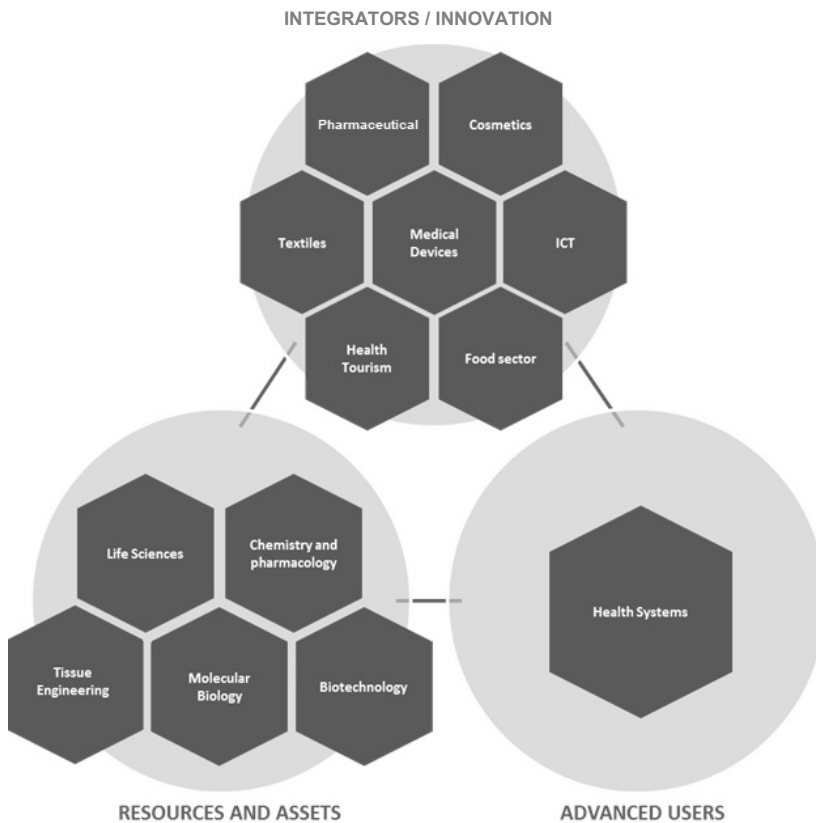 INTEGRATORS / INNOVATION
Pharmaceutical
Cosmetics
Textiles
Medical
Devices
ICT
Health
Tourism
Food sector
Life Sciences
Chemistry and
pharmacology
Tissue
Engineering
Molecular
Biology
Biotechnology
Health Systems
RESOURCES AND ASSETS
ADVANCED USERS